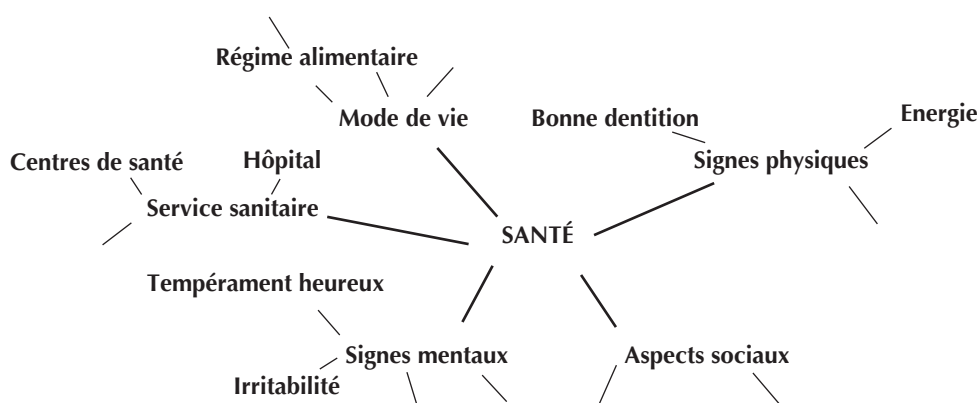 Régime alimentaire
Mode de vie
Bonne dentition
Energie
Centres de santé
Hôpital
Signes physiques
Service sanitaire
SANTÉ
Tempérament heureux
Signes mentaux
Aspects sociaux
Irritabilité